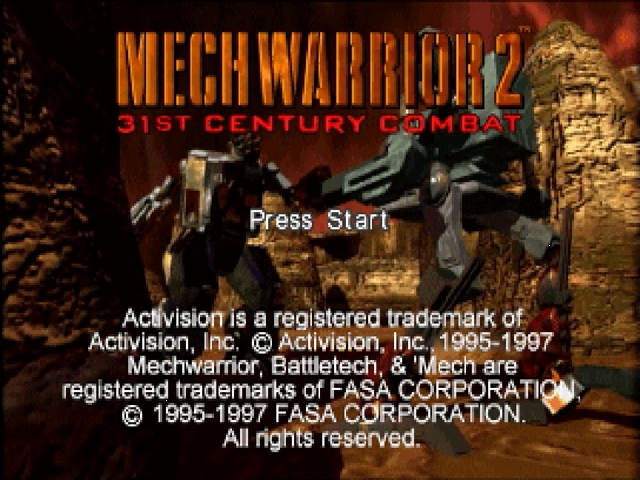 MECHWARRIOR 2™
31ST CENTURY COMBAT
Press Start
Activision is a registered trademark of
Activision, Inc. © Activision, Inc., 1995-1997
Mechwarrior, Battletech, & 'Mech are
registered trademarks of FASA CORPORATION,
© 1995-1997 FASA CORPORATION.
All rights reserved.